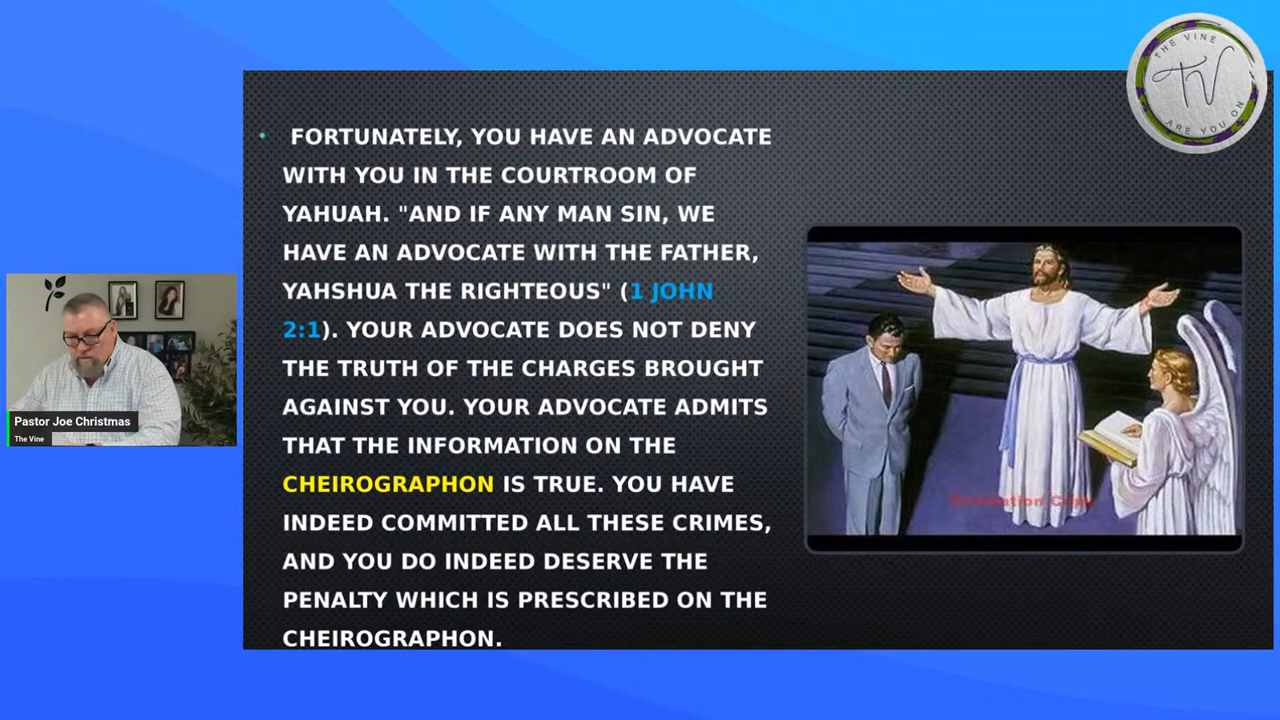 FORTUNATELY, YOU HAVE AN ADVOCATE
WITH YOU IN THE COURTROOM OF
YAHUAH. "AND IF ANY MAN SIN, WE
HAVE AN ADVOCATE WITH THE FATHER,
YAHSHUA THE RIGHTEOUS" (1 JOHN
2:1). YOUR ADVOCATE DOES NOT DENY
THE TRUTH OF THE CHARGES BROUGHT
AGAINST YOU. YOUR ADVOCATE ADMITS
THAT THE INFORMATION ON THE
CHEIROGRAPHON IS TRUE. YOU HAVE
INDEED COMMITTED ALL THESE CRIMES,
AND YOU DO INDEED DESERVE THE
PENALTY WHICH IS PRESCRIBED ON THE
CHEIROGRAPHON.
THE VINE
TV
ARE YOU ON
Pastor Joe Christmas
The Vine